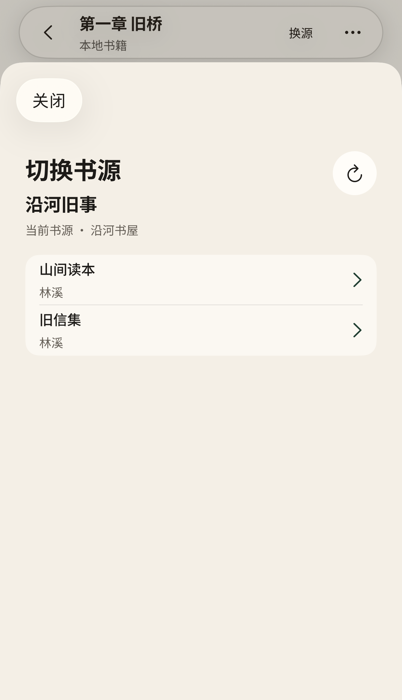 第一章 旧桥
本地书籍
换源
关闭
切换书源
沿河旧事
当前书源 · 沿河书屋
山间读本
林溪
旧信集
林溪